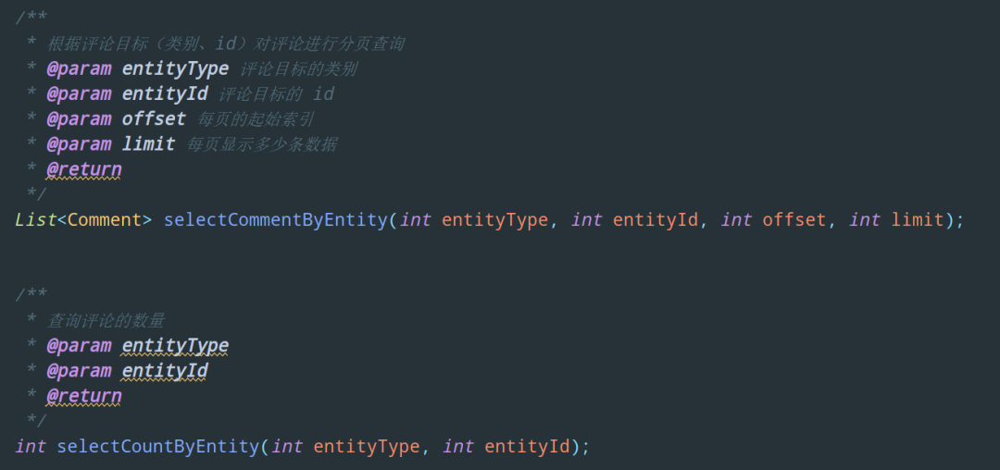 /**
 * 根据评论目标（类别、id）对评论进行分页查询
 * @param entityType 评论目标的类别
 * @param entityId 评论目标的 id
 * @param offset 每页的起始索引
 * @param limit 每页显示多少条数据
 * @return
 */
List<Comment> selectCommentByEntity(int entityType, int entityId, int offset, int limit);
/**
 * 查询评论的数量
 * @param entityType
 * @param entityId
 * @return
 */
int selectCountByEntity(int entityType, int entityId);